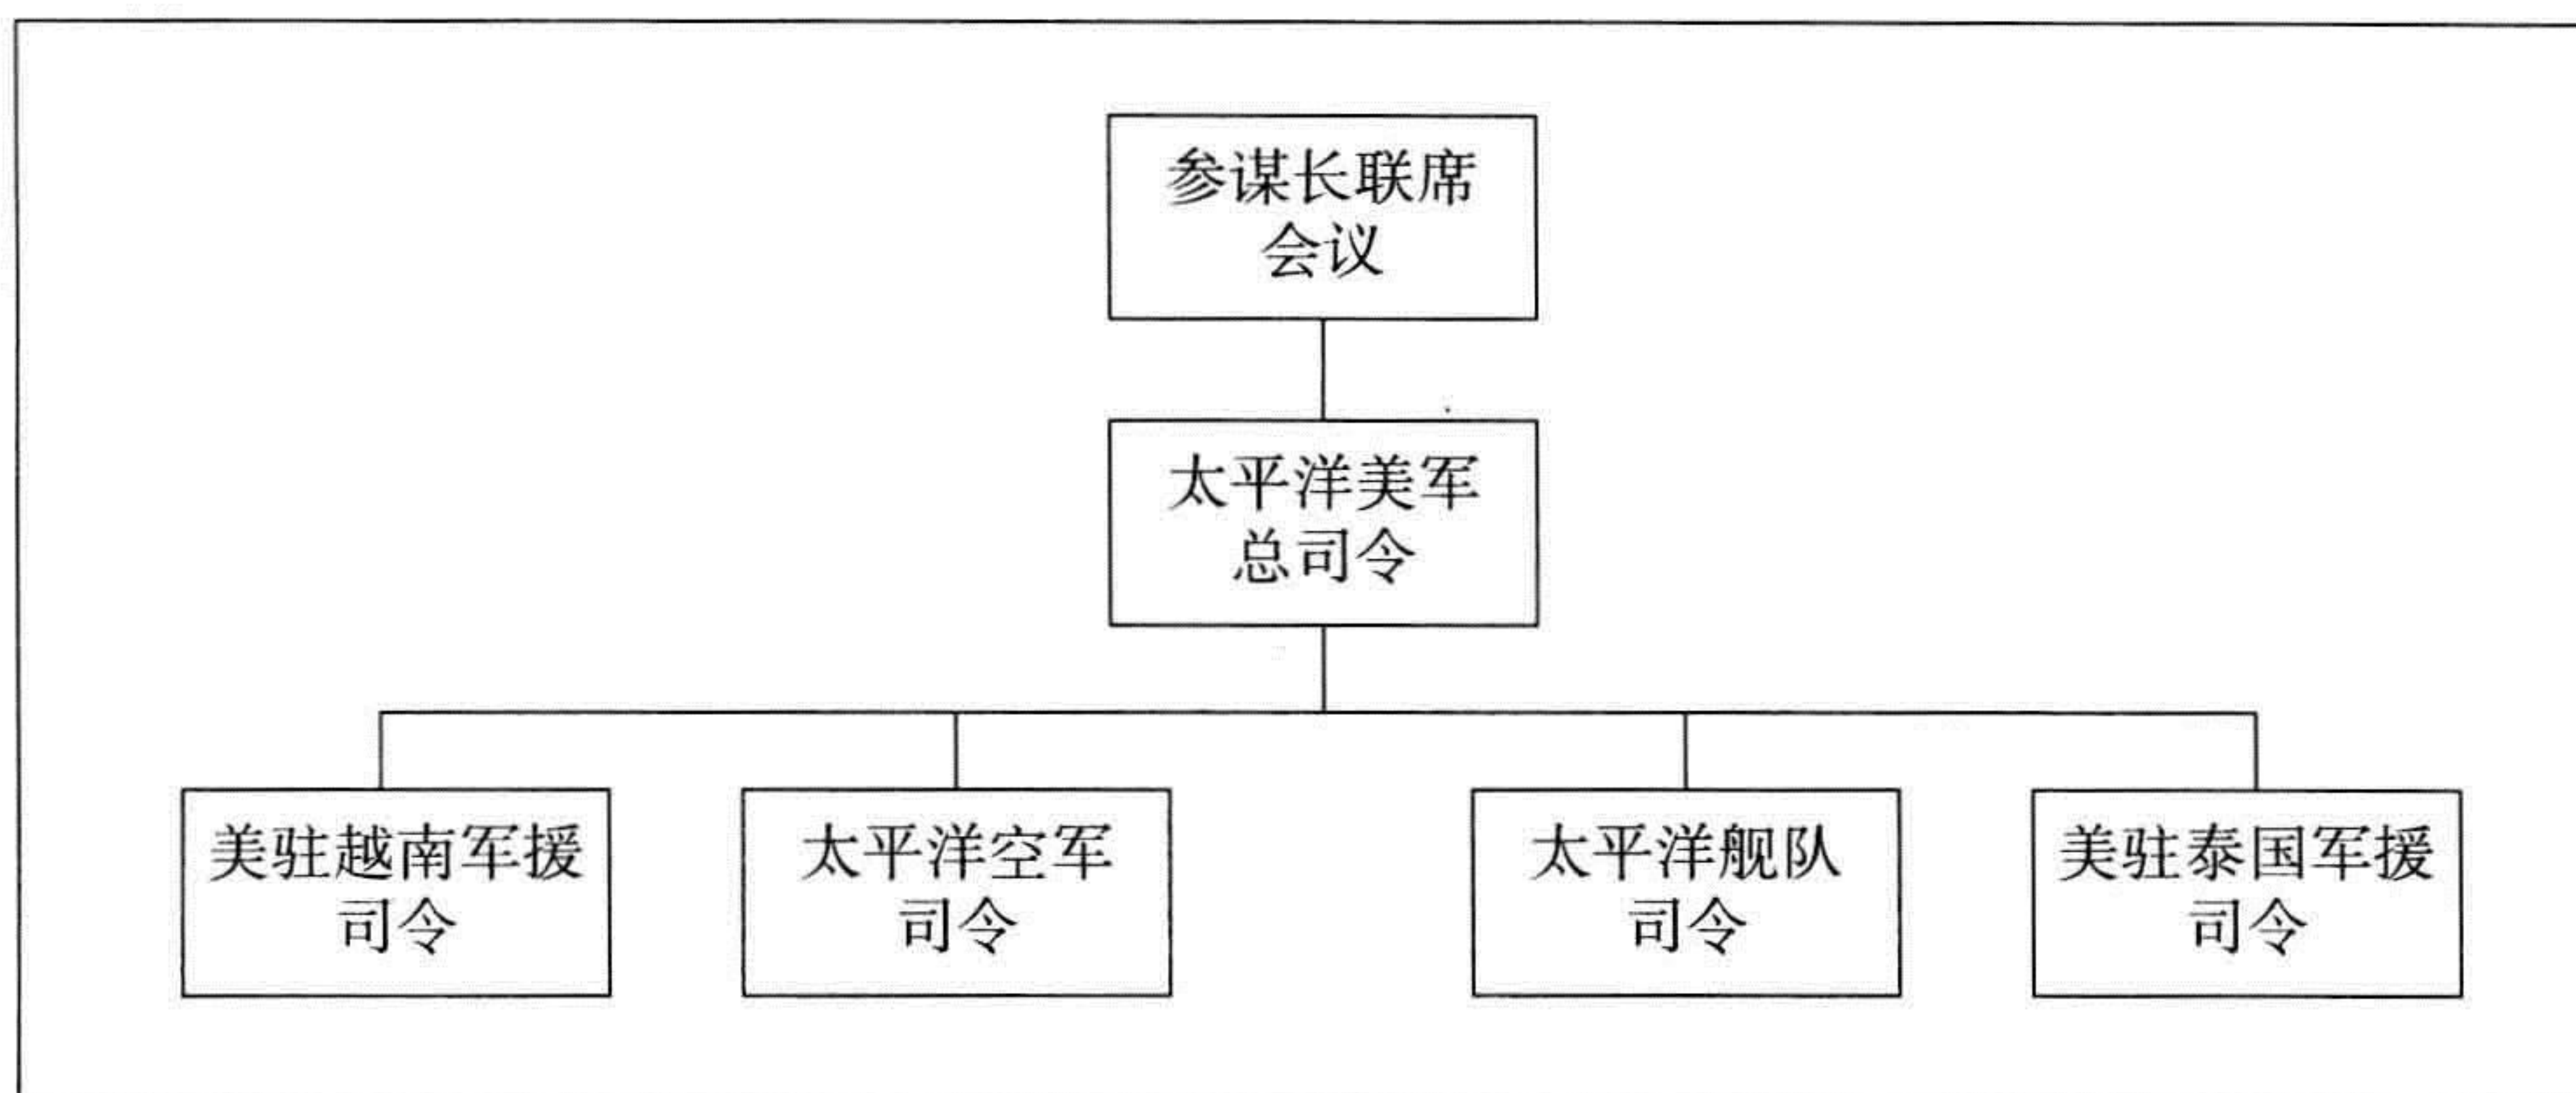 参谋长联席
会议
太平洋美军
总司令
美驻越南军援
司令
太平洋空军
司令
太平洋舰队
司令
美驻泰国军援
司令